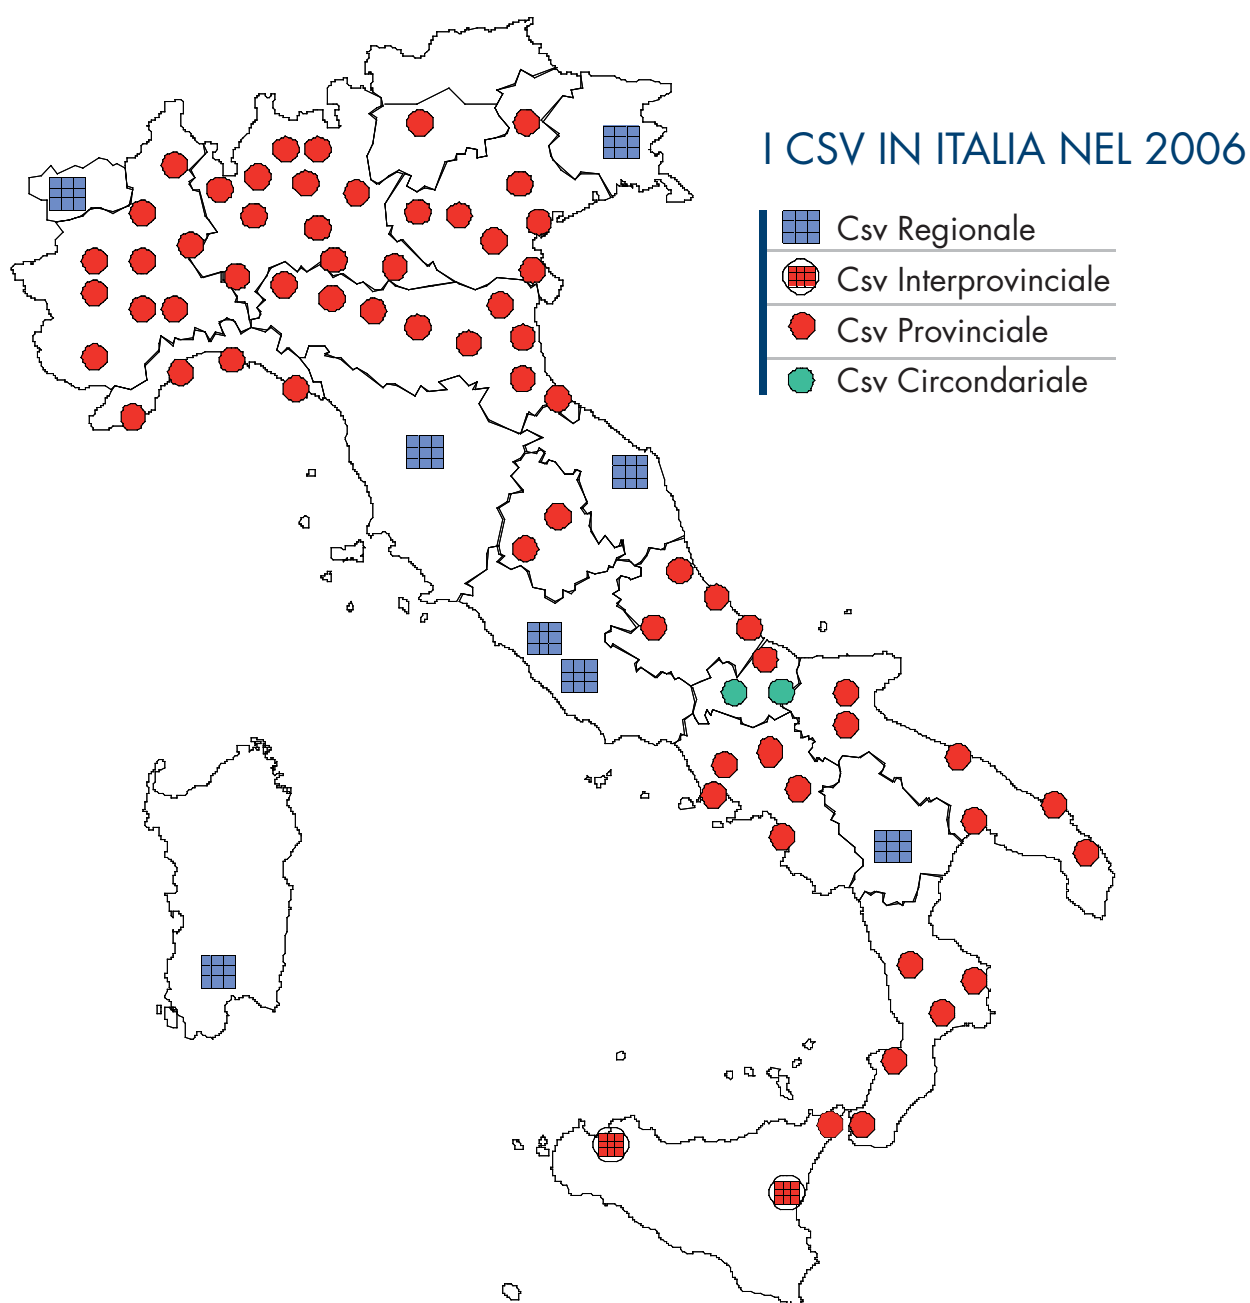 I CSV IN ITALIA NEL 2006
Csv Regionale
Csv Interprovinciale
Csv Provinciale
Csv Circondariale